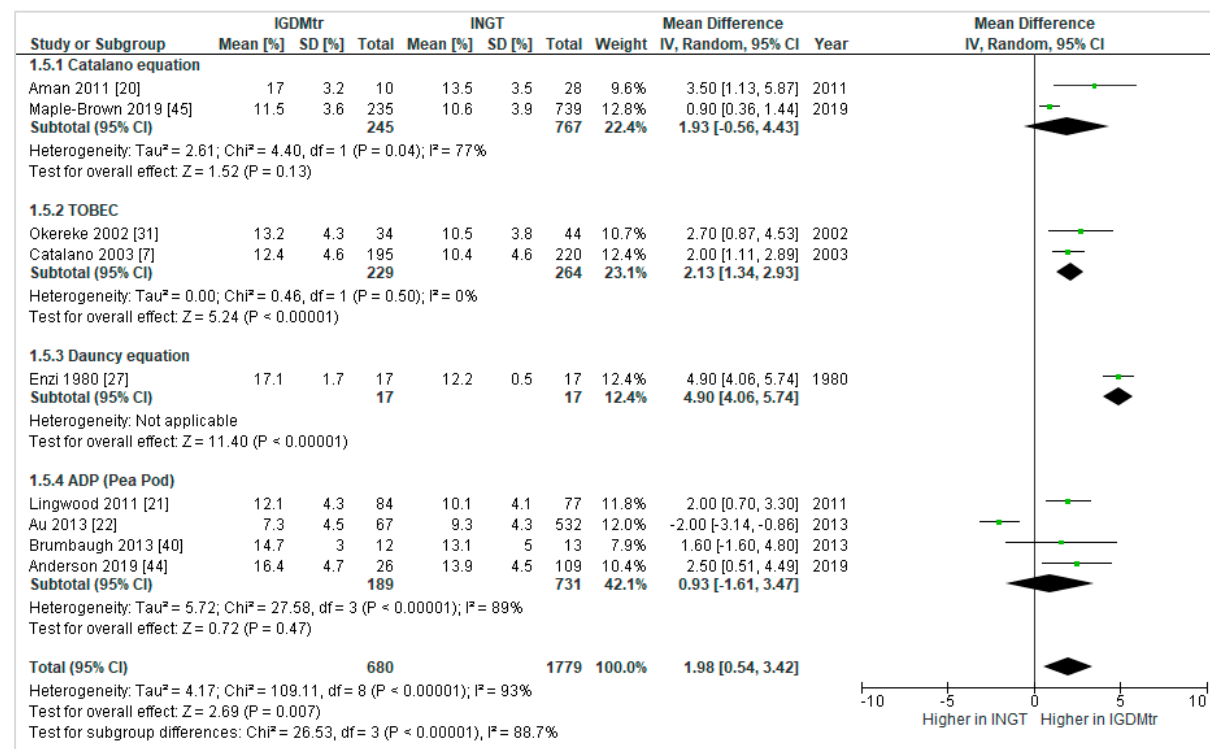 IGDMtr INGT Mean Difference Mean Difference
Study or Subgroup Mean [%] SD [%] Total Mean [%] SD [%] Total Weight IV, Random, 95% CI Year IV, Random, 95% CI
1.5.1 Catalano equation
Aman 2011 [20] 17 3.2 10 13.5 3.5 28 9.6% 3.50 [1.13, 5.87] 2011
Maple-Brown 2019 [45] 11.5 3.6 235 10.6 3.9 739 12.8% 0.90 [0.36, 1.44] 2019
Subtotal (95% CI) 245 767 22.4% 1.93 [-0.56, 4.43]
Heterogeneity: Tau² = 2.61; Chi² = 4.40, df = 1 (P = 0.04); I² = 77%
Test for overall effect: Z = 1.52 (P = 0.13)
1.5.2 TOBEC
Okereke 2002 [31] 13.2 4.3 34 10.5 3.8 44 10.7% 2.70 [0.87, 4.53] 2002
Catalano 2003 [7] 12.4 4.6 195 10.4 4.6 220 12.4% 2.00 [1.11, 2.89] 2003
Subtotal (95% CI) 229 264 23.1% 2.13 [1.34, 2.93]
Heterogeneity: Tau² = 0.00; Chi² = 0.46, df = 1 (P = 0.50); I² = 0%
Test for overall effect: Z = 5.24 (P < 0.00001)
1.5.3 Dauncy equation
Enzi 1980 [27] 17.1 1.7 17 12.2 0.5 17 12.4% 4.90 [4.06, 5.74] 1980
Subtotal (95% CI) 17 17 12.4% 4.90 [4.06, 5.74]
Heterogeneity: Not applicable
Test for overall effect: Z = 11.40 (P < 0.00001)
1.5.4 ADP (Pea Pod)
Lingwood 2011 [21] 12.1 4.3 84 10.1 4.1 77 11.8% 2.00 [0.70, 3.30] 2011
Au 2013 [22] 7.3 4.5 67 9.3 4.3 532 12.0% -2.00 [-3.14, -0.86] 2013
Brumbaugh 2013 [40] 14.7 3 12 13.1 5 13 7.9% 1.60 [-1.60, 4.80] 2013
Anderson 2019 [44] 16.4 4.7 26 13.9 4.5 109 10.4% 2.50 [0.51, 4.49] 2019
Subtotal (95% CI) 189 731 42.1% 0.93 [-1.61, 3.47]
Heterogeneity: Tau² = 5.72; Chi² = 27.58, df = 3 (P < 0.00001); I² = 89%
Test for overall effect: Z = 0.72 (P = 0.47)
Total (95% CI) 680 1779 100.0% 1.98 [0.54, 3.42]
Heterogeneity: Tau² = 4.17; Chi² = 109.11, df = 8 (P < 0.00001); I² = 93%
Test for overall effect: Z = 2.69 (P = 0.007)
Test for subgroup differences: Chi² = 26.53, df = 3 (P < 0.00001), I² = 88.7%
-10 -5 0 5 10
Higher in INGT Higher in IGDMtr